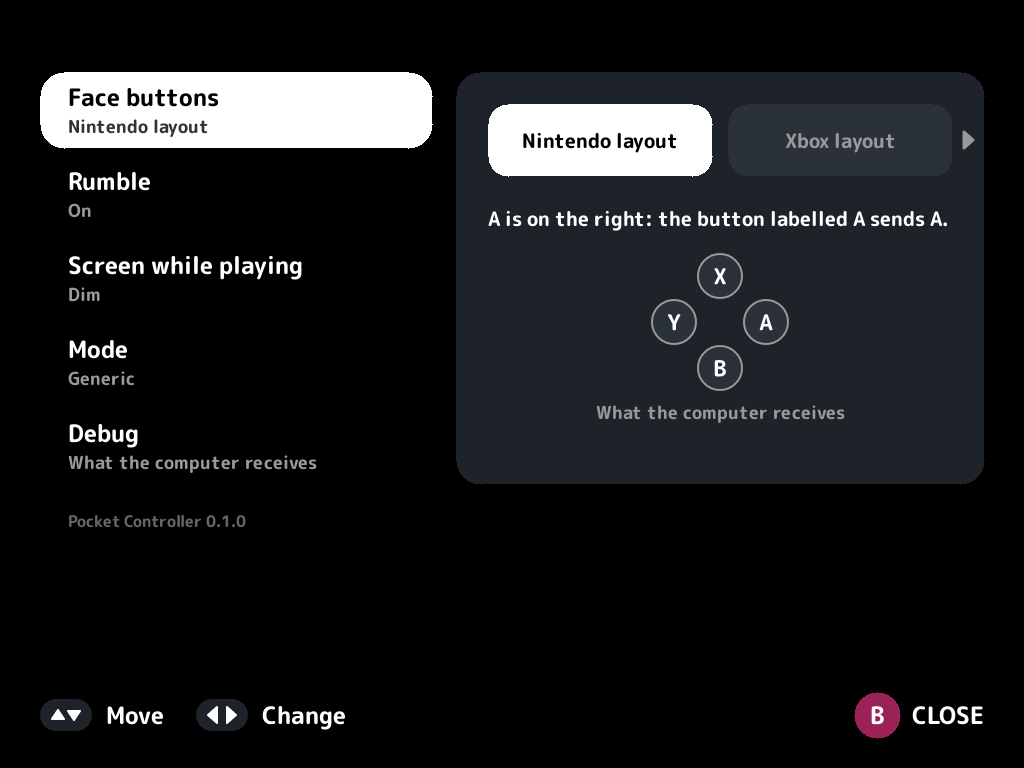 Face buttons
Nintendo layout
Rumble
On
Screen while playing
Dim
Mode
Generic
Debug
What the computer receives
Pocket Controller 0.1.0
Nintendo layout
Xbox layout
A is on the right: the button labelled A sends A.
X
Y
A
B
What the computer receives
Move
Change
B
CLOSE